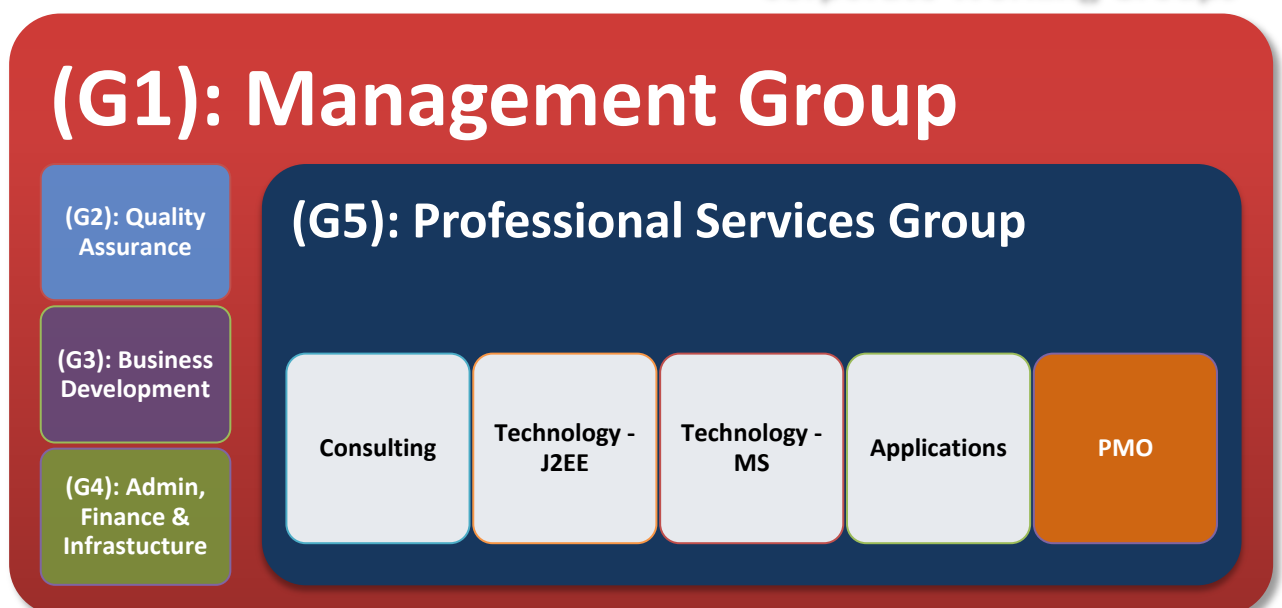 (G1): Management Group
(G2): Quality
Assurance
(G3): Business
Development
(G4): Admin,
Finance &
Infrastucture
(G5): Professional Services Group
Consulting
Technology -
J2EE
Technology -
MS
Applications
PMO